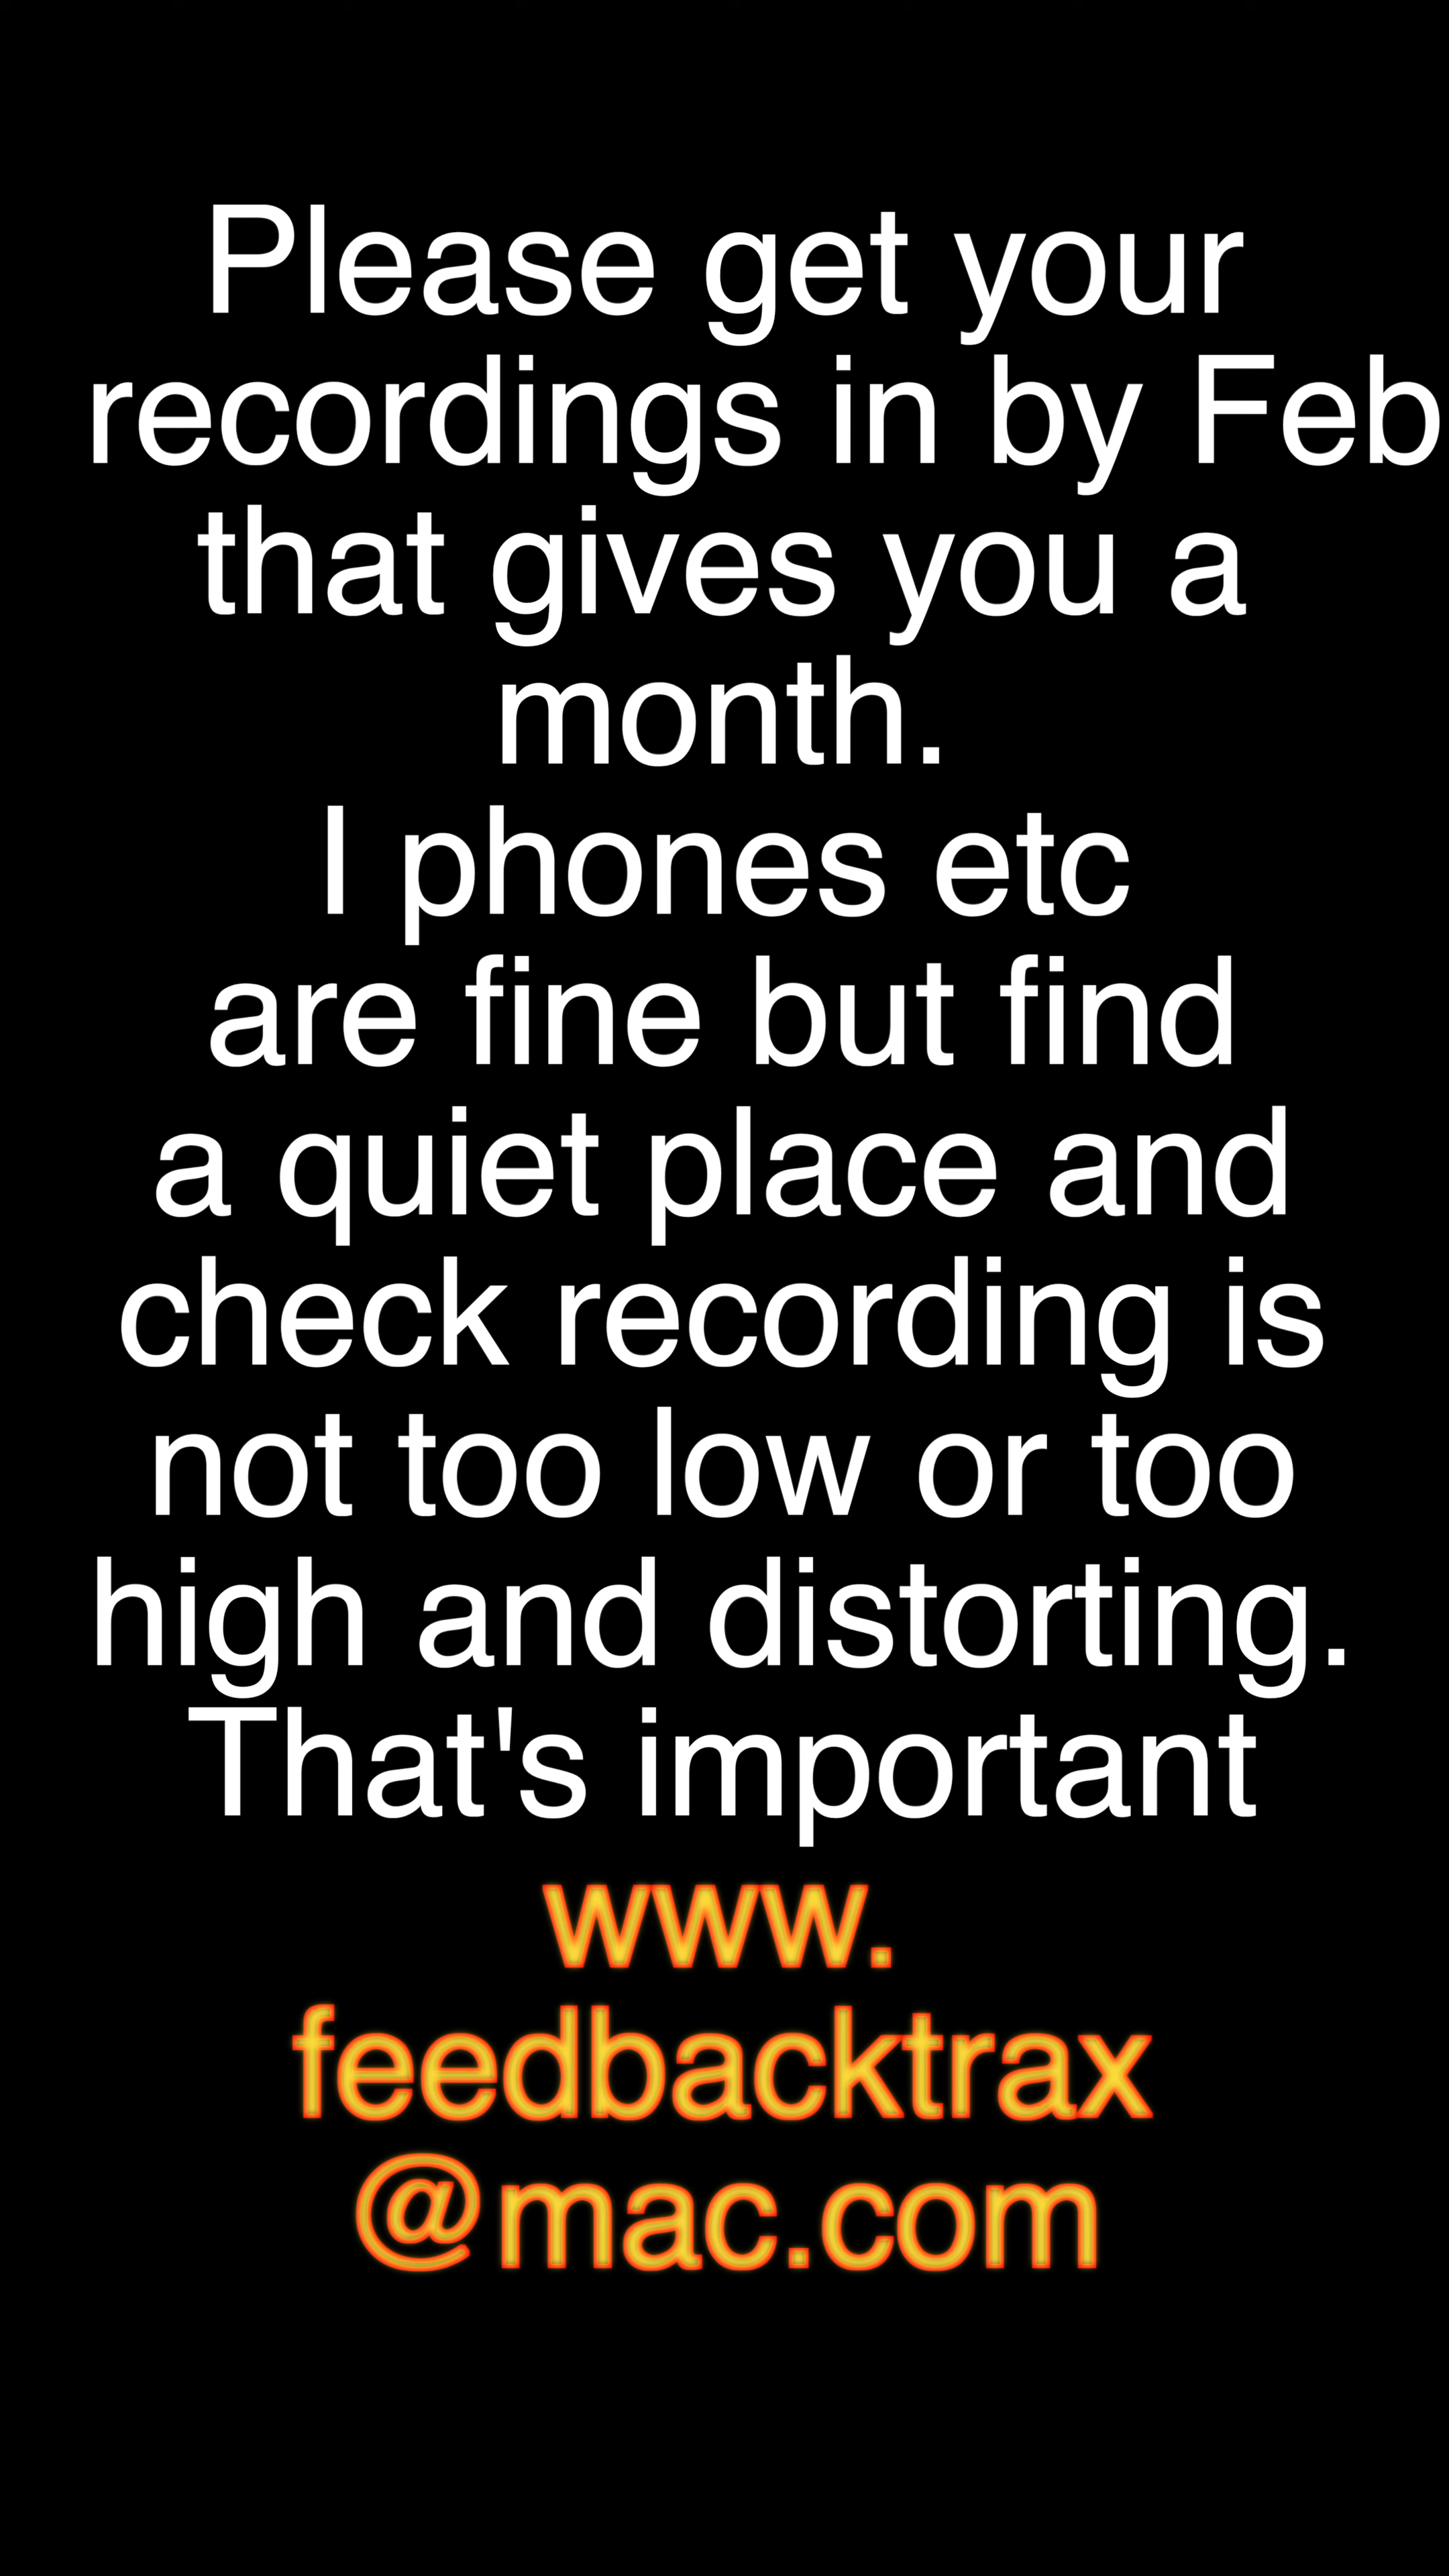 Please get your
recordings in by Feb
that gives you a
month.
I phones etc
are fine but find
a quiet place and
check recording is
not too low or too
high and distorting.
That's important
www.
feedbacktrax
@mac.com